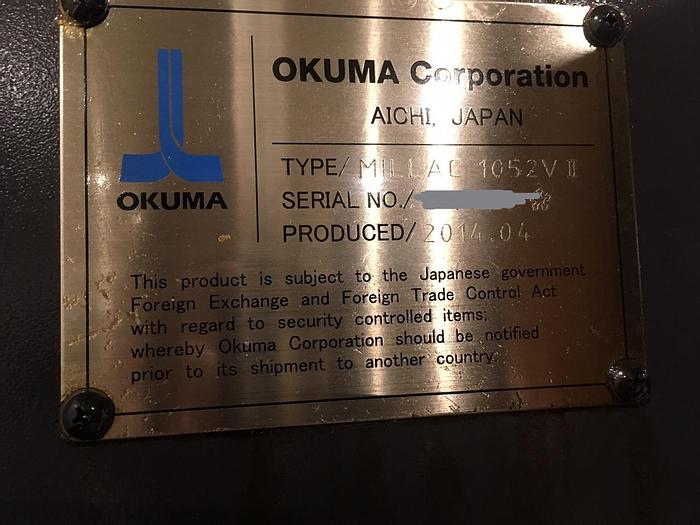 OKUMA Corporation
AICHI, JAPAN
OKUMA
TYPE/ MILLAC 1052V II
SERIAL NO./
PRODUCED/ 2014.04
This product is subject to the Japanese government
Foreign Exchange and Foreign Trade Control Act
with regard to security controlled items;
whereby Okuma Corporation should be notified
prior to its shipment to another country.